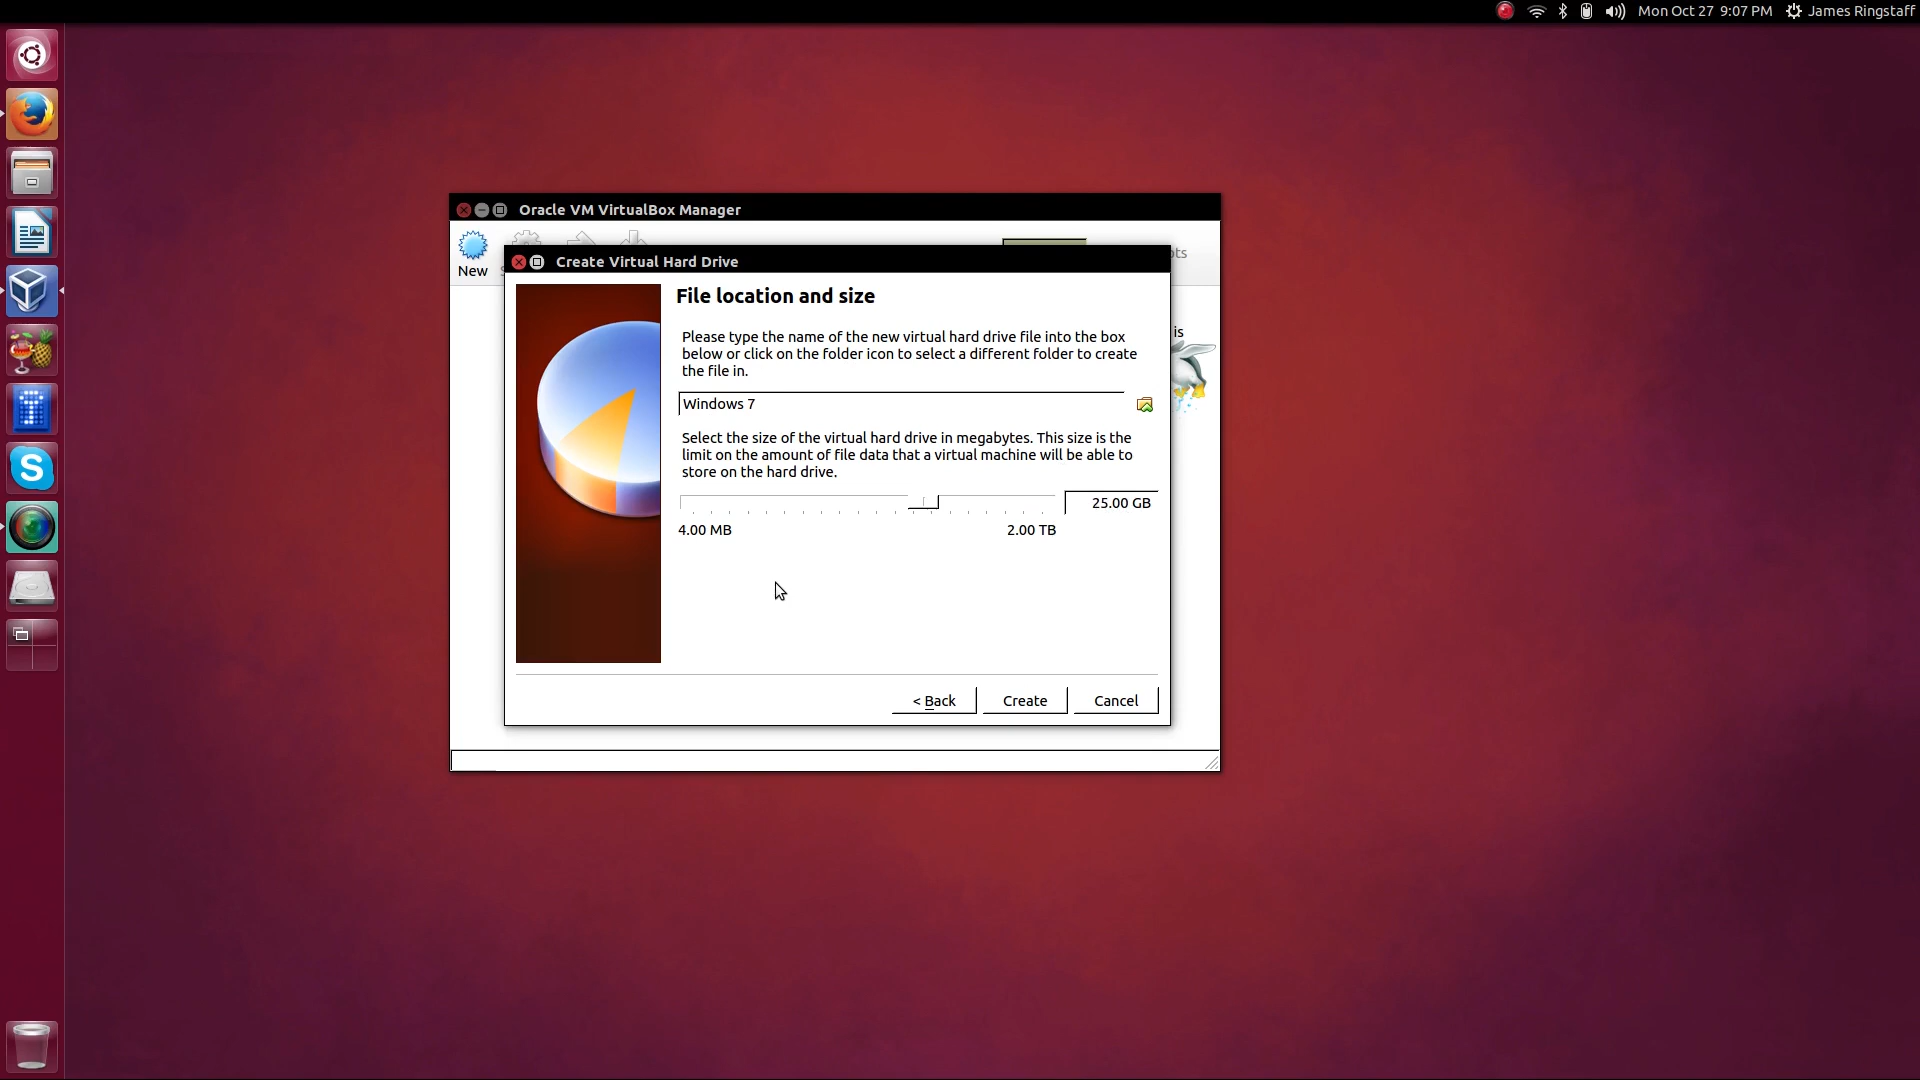 Mon Oct 27 9:07 PM James Ringstaff
Oracle VM VirtualBox Manager
New
Create Virtual Hard Drive
File location and size
Please type the name of the new virtual hard drive file into the box
below or click on the folder icon to select a different folder to create
the file in.
Windows 7
Select the size of the virtual hard drive in megabytes. This size is the
limit on the amount of file data that a virtual machine will be able to
store on the hard drive.
25.00 GB
4.00 MB 2.00 TB
< Back Create Cancel
is